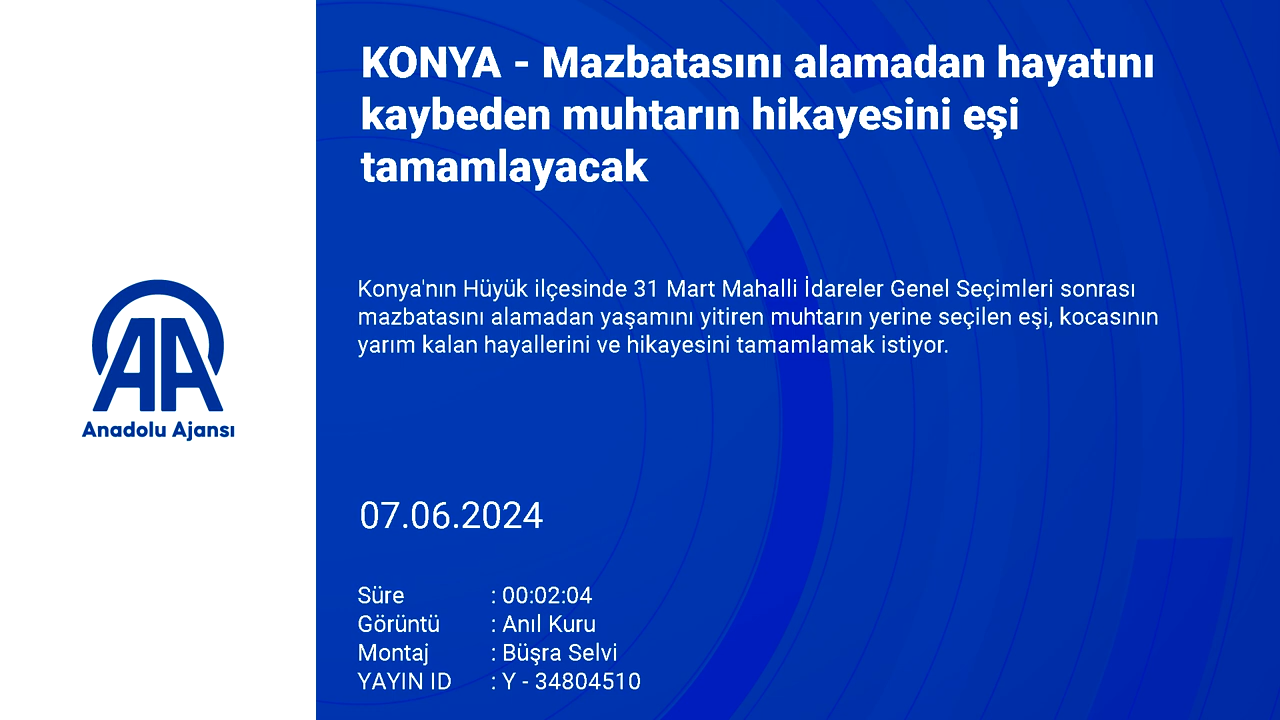 KONYA - Mazbatasını alamadan hayatını
kaybeden muhtarın hikayesini eşi
tamamlayacak
Konya'nın Hüyük ilçesinde 31 Mart Mahalli İdareler Genel Seçimleri sonrası
mazbatasını alamadan yaşamını yitiren muhtarın yerine seçilen eşi, kocasının
yarım kalan hayallerini ve hikayesini tamamlamak istiyor.
AA
Anadolu Ajansı
07.06.2024
Süre : 00:02:04
Görüntü : Anıl Kuru
Montaj : Büşra Selvi
YAYIN ID : Y - 34804510